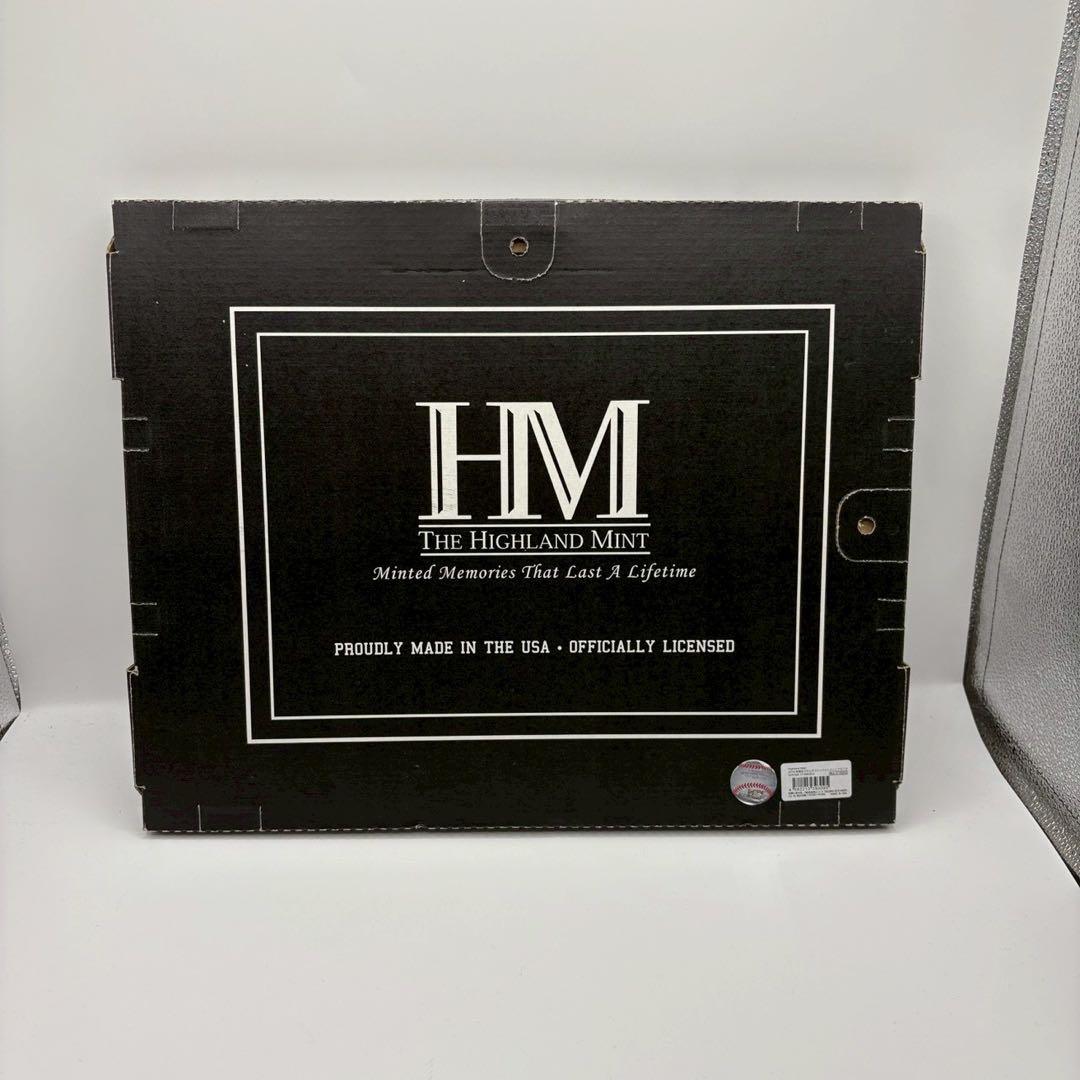 HM
THE HIGHLAND MINT
Minted Memories That Last A Lifetime
PROUDLY MADE IN THE USA • OFFICIALLY LICENSED